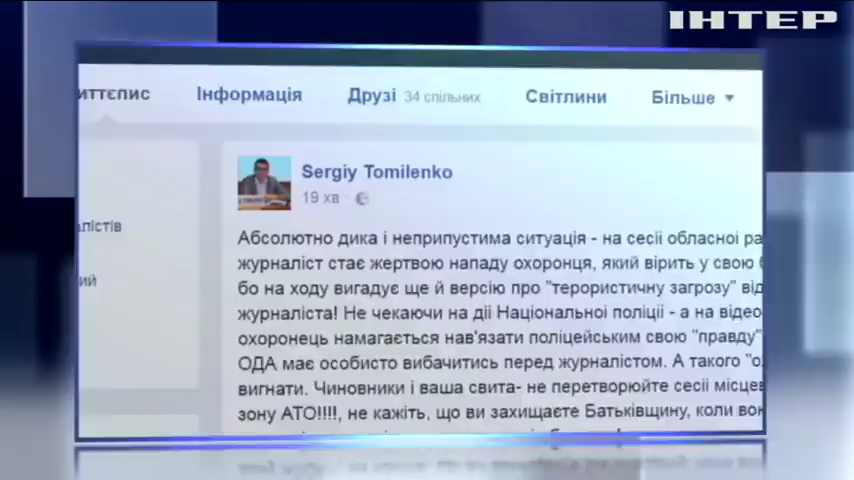 ІНТЕР
иттєпис Інформація Друзі 34 спільних Світлини Більше
Sergiy Tomilenko
19 хв
алістів
ий
Абсолютно дика і неприпустима ситуація - на сесії обласної ра
журналіст стає жертвою нападу охоронця, який вірить у свою
бо на ходу вигадує ще й версію про "терористичну загрозу" від
журналіста! Не чекаючи на дії Національної поліції - а на відео
охоронець намагається нав'язати поліцейським свою "правду"
ОДА має особисто вибачитись перед журналістом. А такого "о
вигнати. Чиновники і ваша свита- не перетворюйте сесії місцев
зону АТО!!!!, не кажіть, що ви захищаєте Батьківщину, коли вон